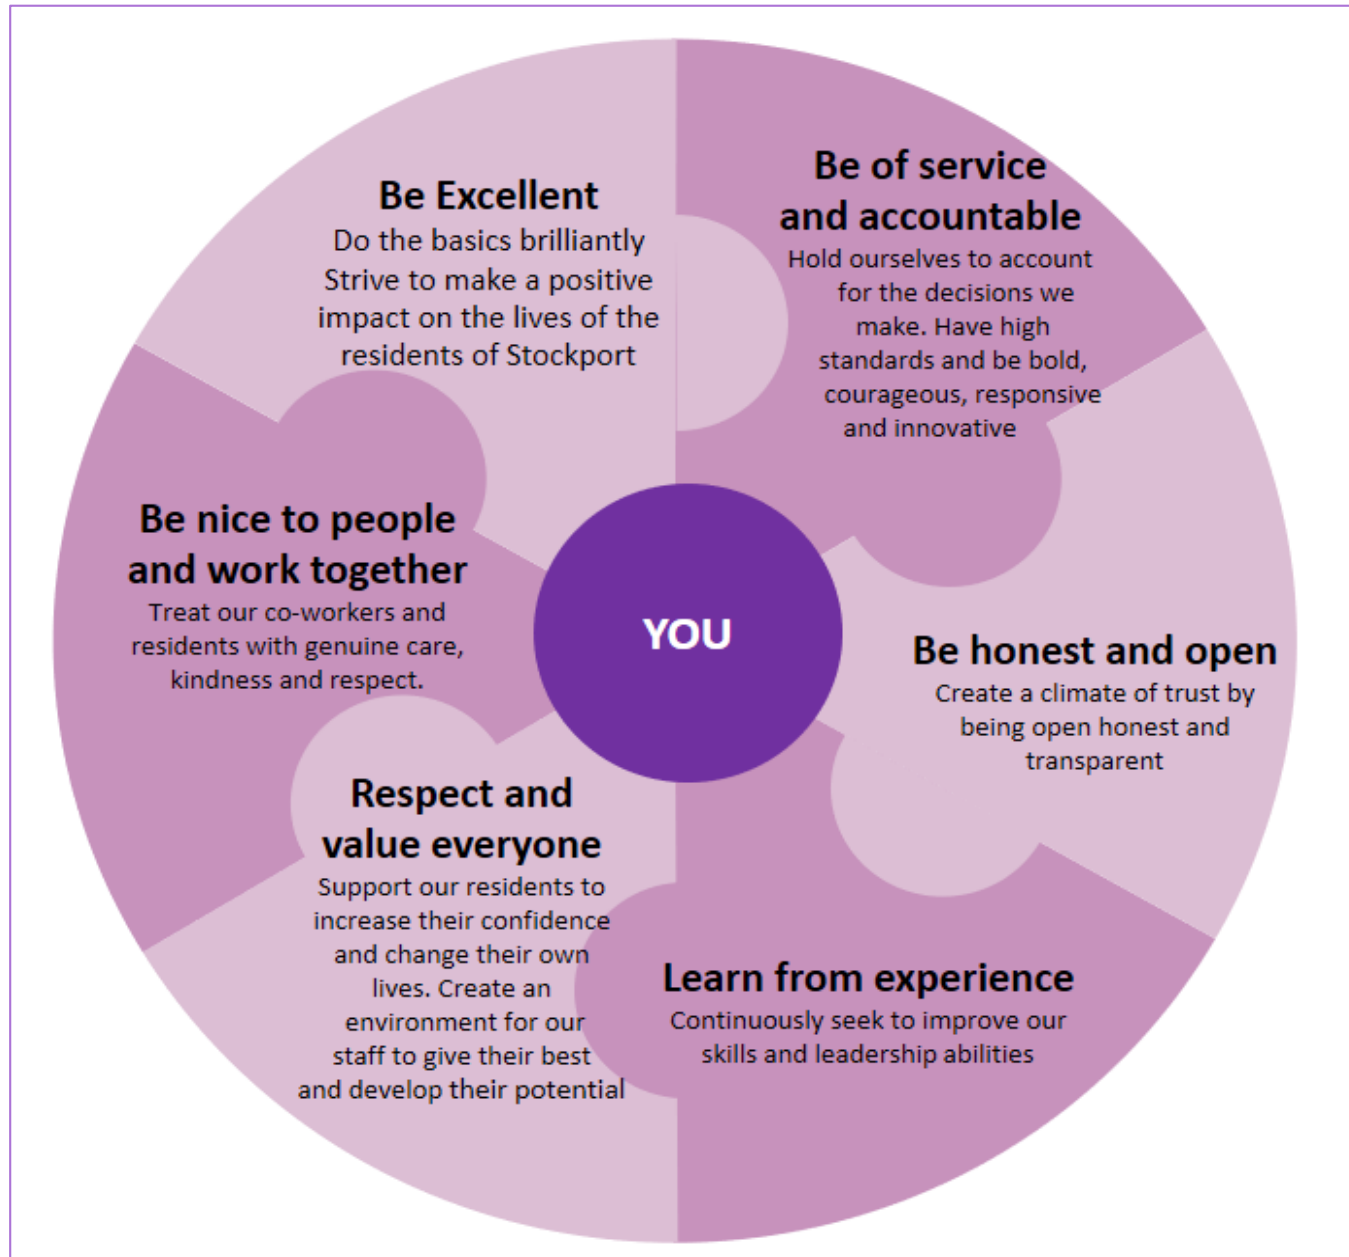 Be Excellent
Do the basics brilliantly
Strive to make a positive
impact on the lives of the
residents of Stockport
Be of service
and accountable
Hold ourselves to account
for the decisions we
make. Have high
standards and be bold,
courageous, responsive
and innovative
Be honest and open
Create a climate of trust by
being open honest and
transparent
Learn from experience
Continuously seek to improve our
skills and leadership abilities
Respect and
value everyone
Support our residents to
increase their confidence
and change their own
lives. Create an
environment for our
staff to give their best
and develop their potential
Be nice to people
and work together
Treat our co-workers and
residents with genuine care,
kindness and respect.
YOU